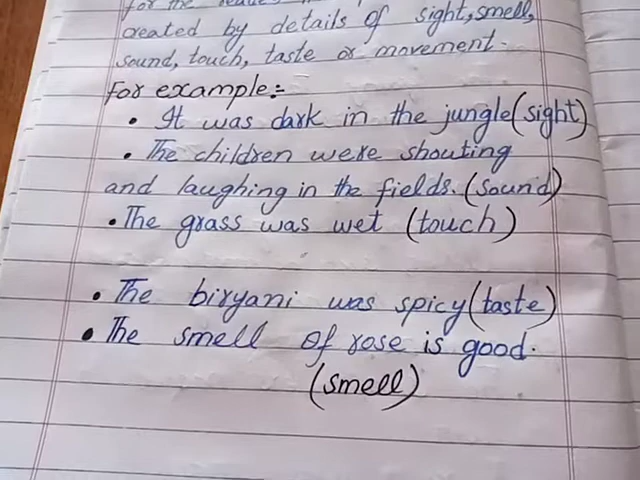 for the
created by details of sight, smell,
sound, touch, taste or movement.
for example:-
• It was dark in the jungle (sight)
• The children were shouting
and laughing in the fields. (sound)
• The grass was wet (touch)
• The biryani was spicy (taste)
• The smell of rose is good.
(smell)